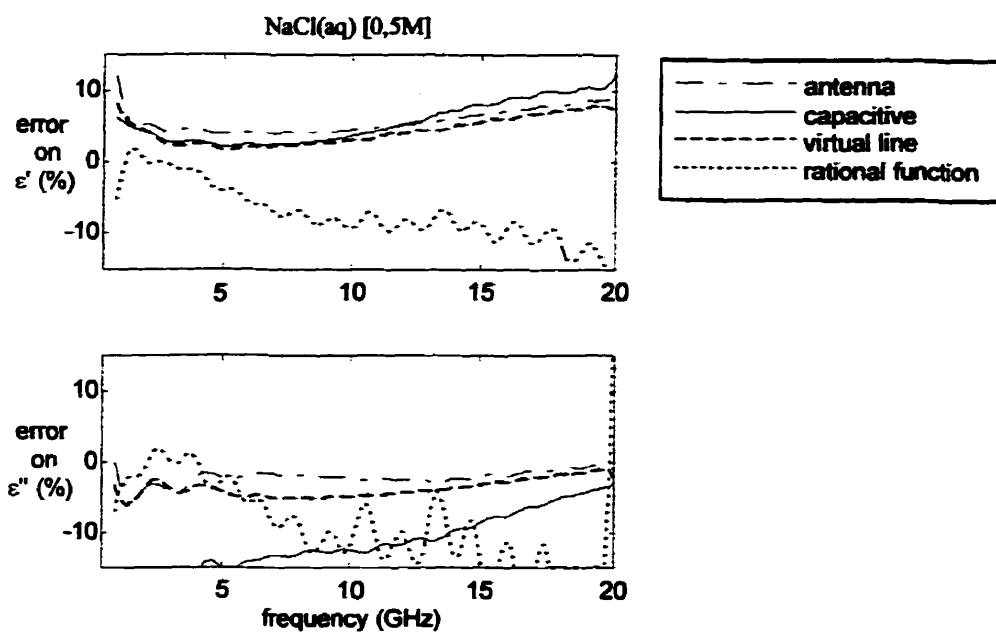 NaCl(aq) [0,5M]
antenna
capacitive
virtual line
rational function
error
on
ε' (%)
10
0
-10
5
10
15
20
error
on
ε'' (%)
10
0
-10
5
10
15
20
frequency (GHz)